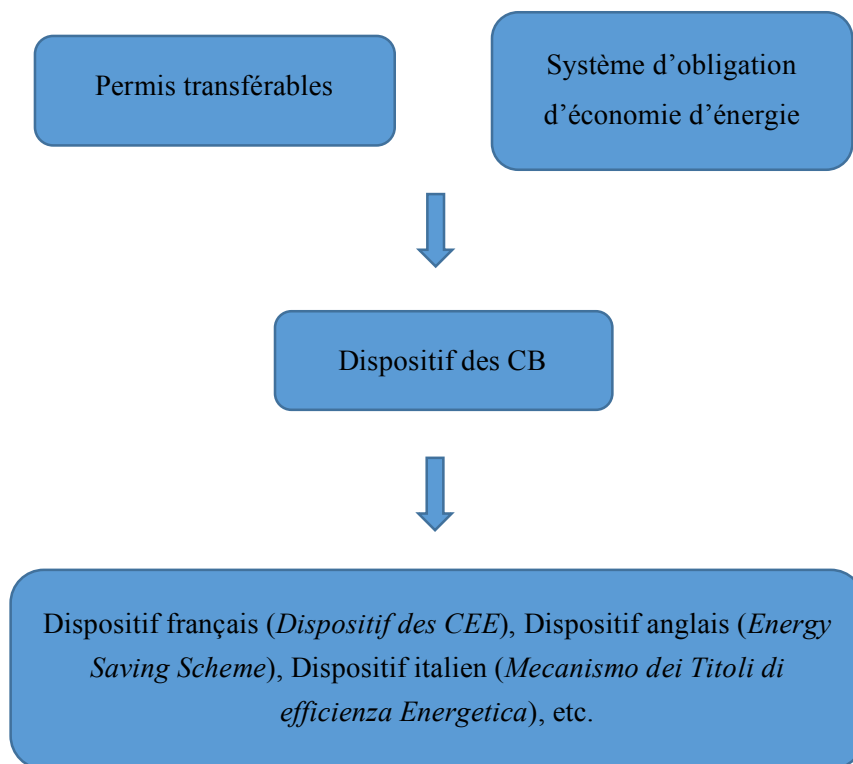 Permis transférables
Système d’obligation
d’économie d’énergie
Dispositif des CB
Dispositif français (Dispositif des CEE), Dispositif anglais (Energy
Saving Scheme), Dispositif italien (Mecanismo dei Titoli di
efficienza Energetica), etc.